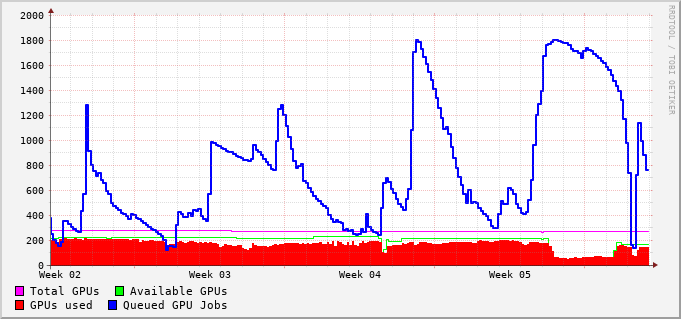 2000
1800
1600
1400
1200
1000
800
600
400
200
0
Week 02 Week 03 Week 04 Week 05
Total GPUs Available GPUs
GPUs used Queued GPU Jobs
RRDTOOL / TOBI OETIKER